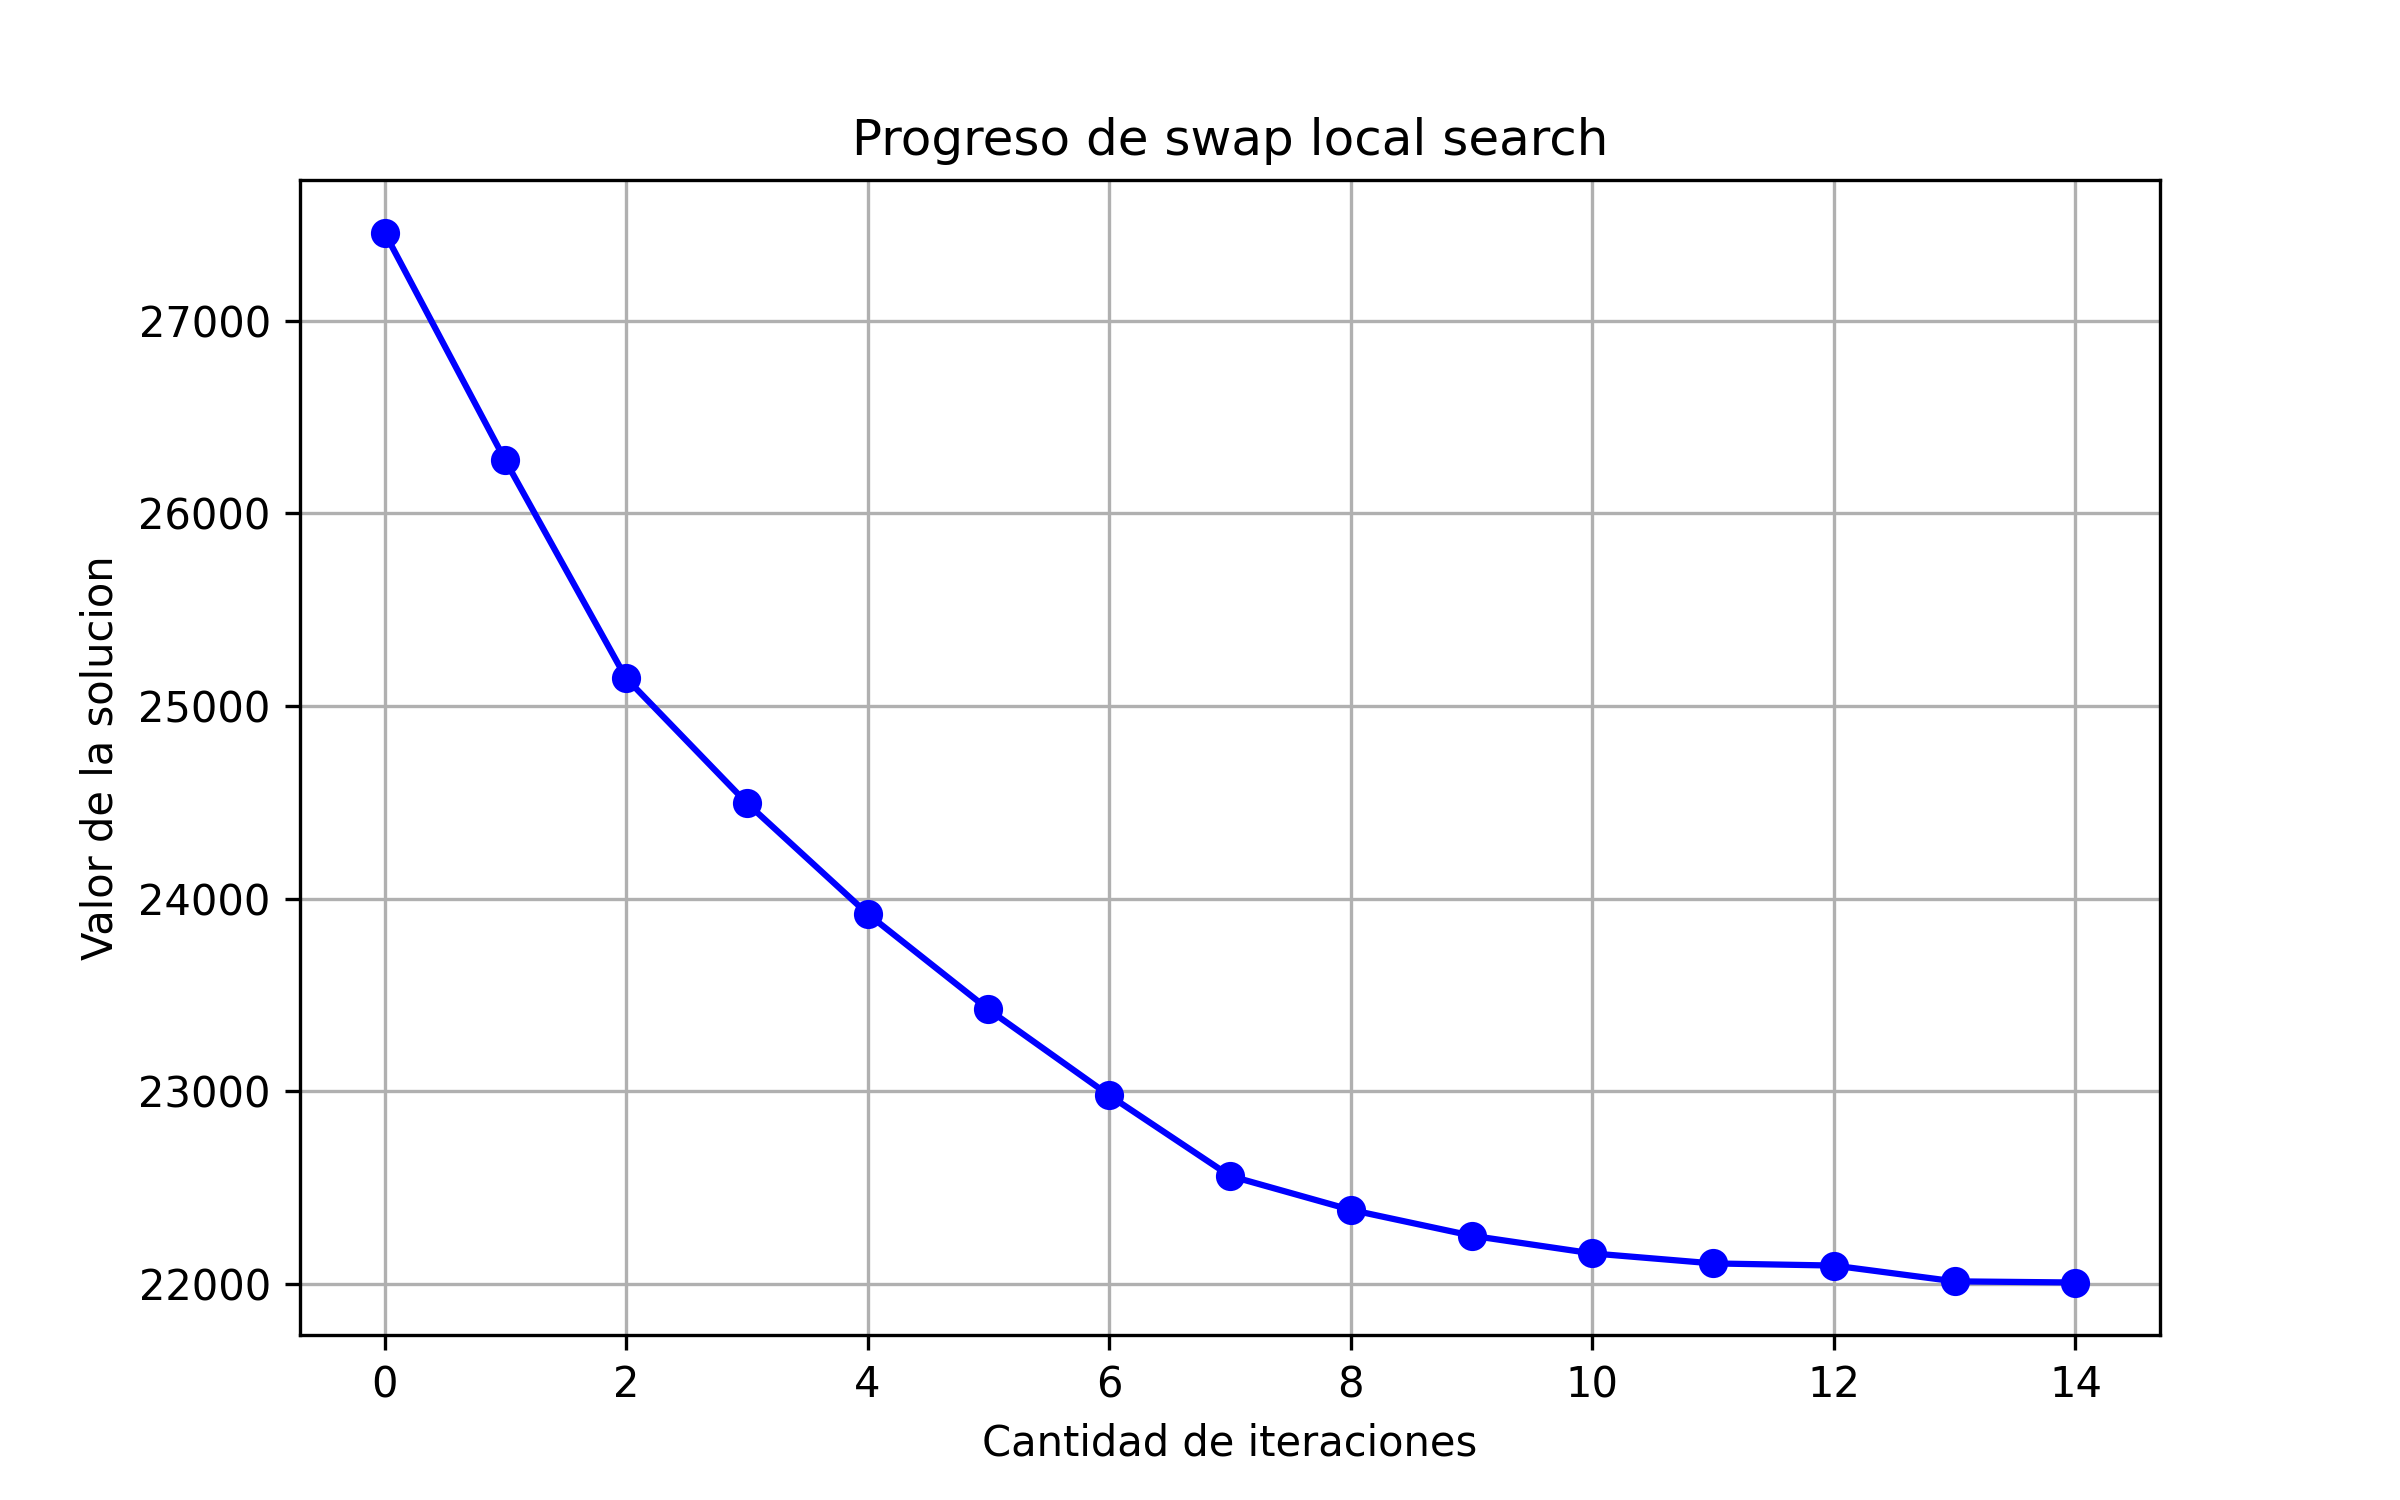 Progreso de swap local search
Valor de la solucion
27000
26000
25000
24000
23000
22000
0 2 4 6 8 10 12 14
Cantidad de iteraciones